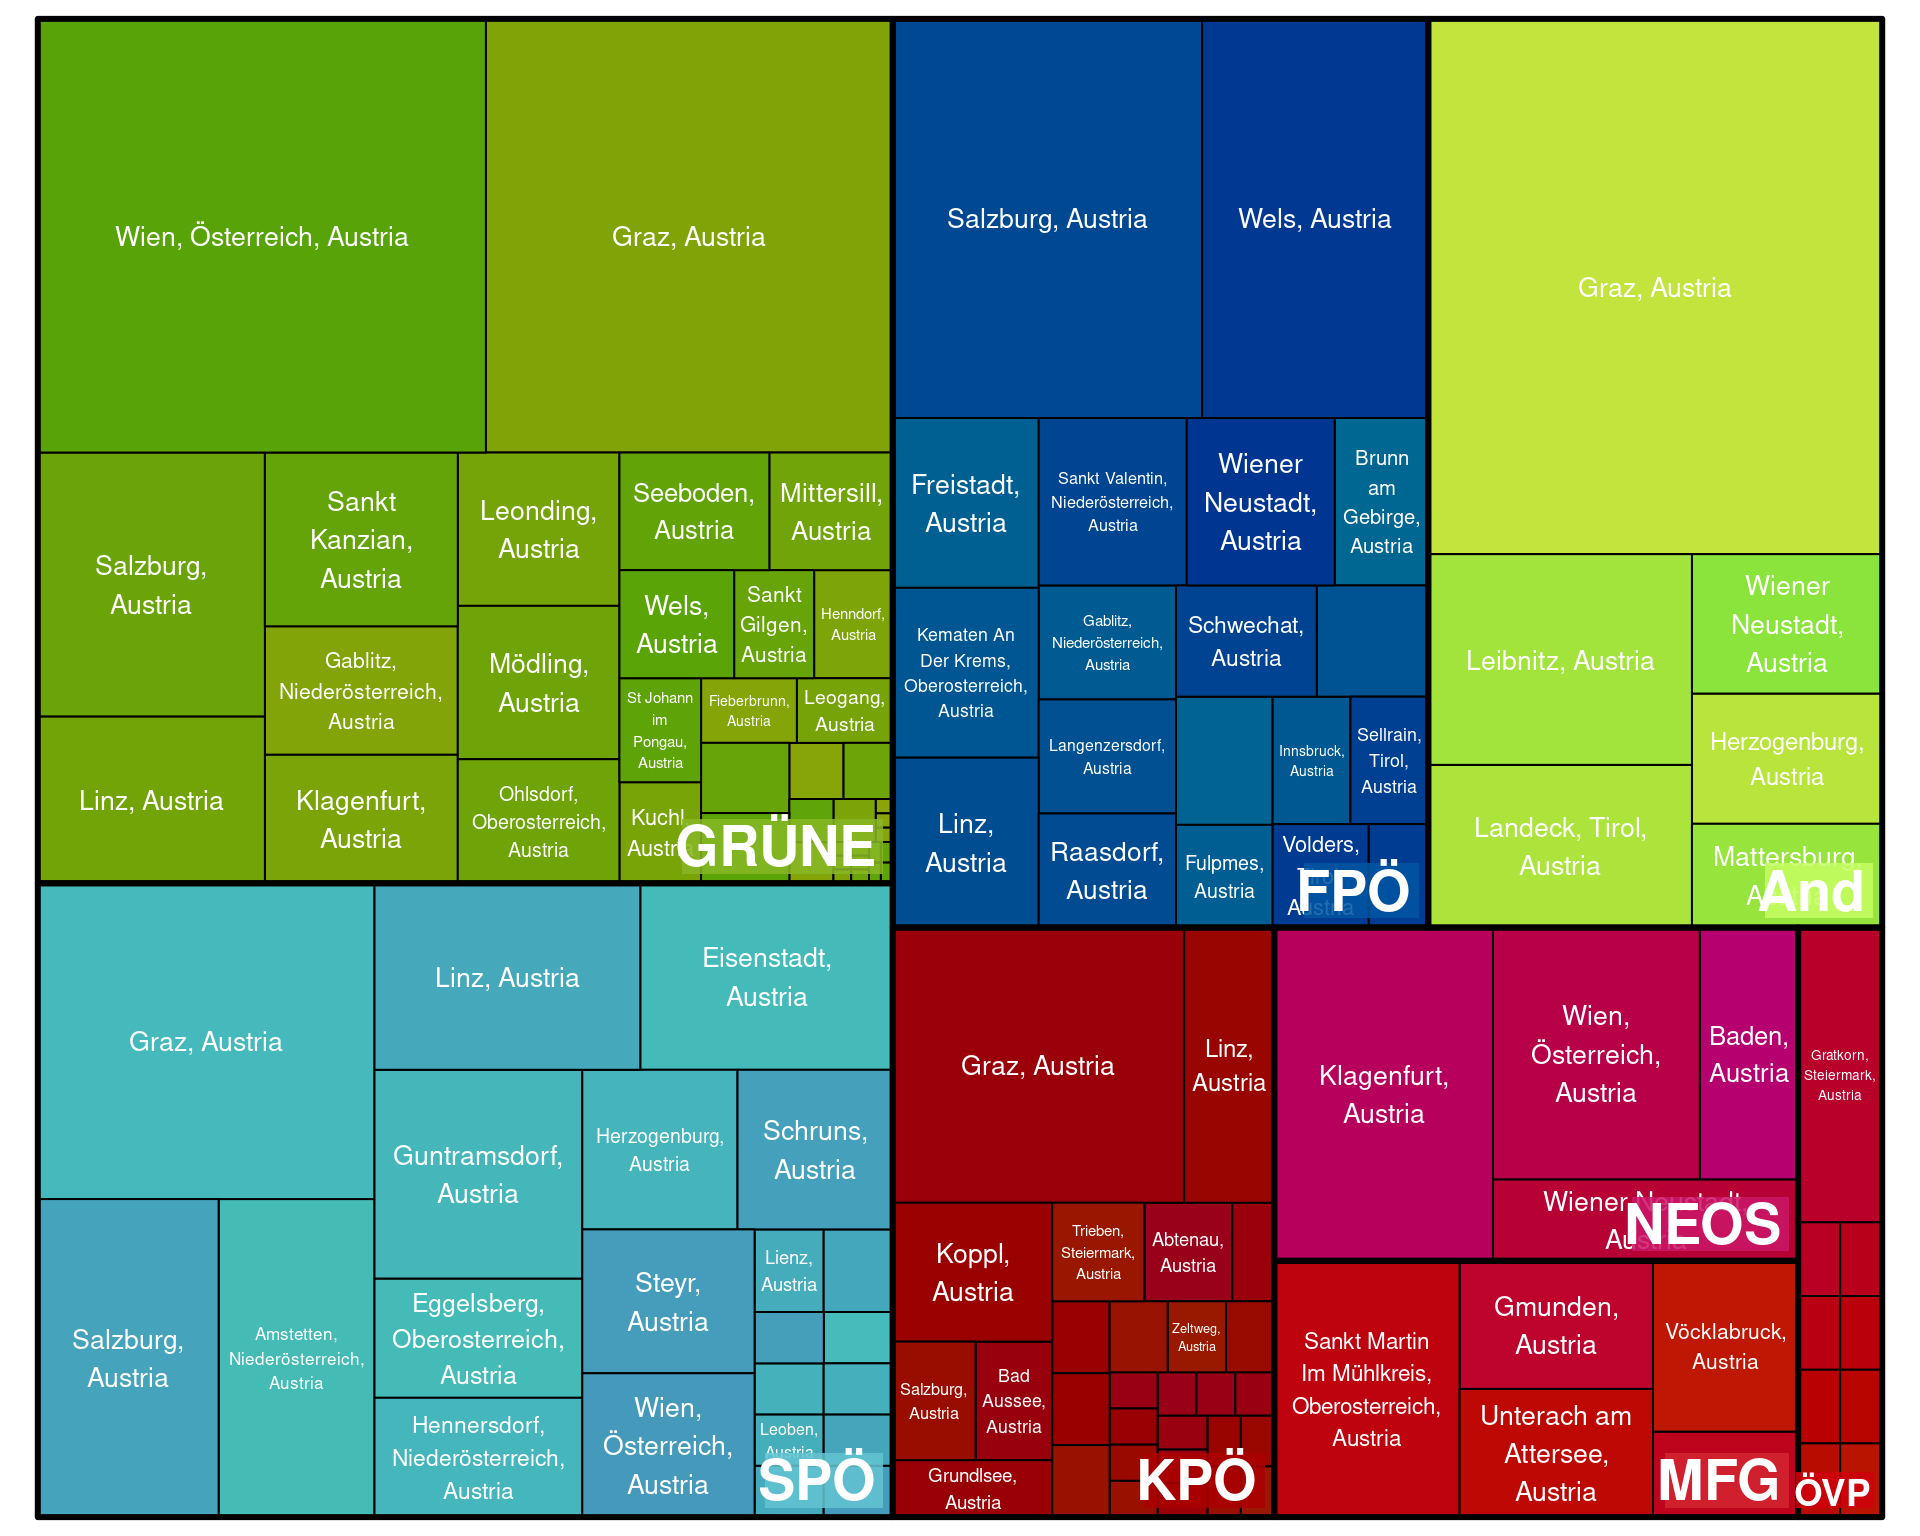 Wien, Österreich, Austria
Graz, Austria
Salzburg,
Austria
Sankt
Kanzian,
Austria
Leonding,
Austria
Seeboden,
Austria
Mittersill,
Austria
Wels,
Austria
Sankt
Gilgen,
Austria
Henndorf,
Austria
Gablitz,
Niederösterreich,
Austria
Mödling,
Austria
St Johann
im
Pongau,
Austria
Fieberbrunn,
Austria
Leogang,
Austria
Linz, Austria
Klagenfurt,
Austria
Ohlsdorf,
Oberosterreich,
Austria
Kuchl,
Austria
GRÜNE
Salzburg, Austria
Wels, Austria
Freistadt,
Austria
Sankt Valentin,
Niederösterreich,
Austria
Wiener
Neustadt,
Austria
Brunn
am
Gebirge,
Austria
Kematen An
Der Krems,
Oberosterreich,
Austria
Gablitz,
Niederösterreich,
Austria
Schwechat,
Austria
Langenzersdorf,
Austria
Innsbruck,
Austria
Sellrain,
Tirol,
Austria
Linz,
Austria
Raasdorf,
Austria
Fulpmes,
Austria
Volders,
Tirol,
Austria
FPÖ
Graz, Austria
Leibnitz, Austria
Wiener
Neustadt,
Austria
Herzogenburg,
Austria
Landeck, Tirol,
Austria
Mattersburg,
Austria
And
Graz, Austria
Linz, Austria
Eisenstadt,
Austria
Guntramsdorf,
Austria
Herzogenburg,
Austria
Schruns,
Austria
Salzburg,
Austria
Amstetten,
Niederösterreich,
Austria
Eggelsberg,
Oberosterreich,
Austria
Hennersdorf,
Niederösterreich,
Austria
Steyr,
Austria
Lienz,
Austria
Wien,
Österreich,
Austria
Leoben,
Austria
SPÖ
Graz, Austria
Linz,
Austria
Koppl,
Austria
Trieben,
Steiermark,
Austria
Abtenau,
Austria
Zeltweg,
Austria
Salzburg,
Austria
Bad
Aussee,
Austria
Grundlsee,
Austria
KPÖ
Klagenfurt,
Austria
Wien,
Österreich,
Austria
Baden,
Austria
Wiener Neustadt,
Austria
NEOS
Sankt Martin
Im Mühlkreis,
Oberosterreich,
Austria
Gmunden,
Austria
Vöcklabruck,
Austria
Unterach am
Attersee,
Austria
MFG
Gratkorn,
Steiermark,
Austria
ÖVP